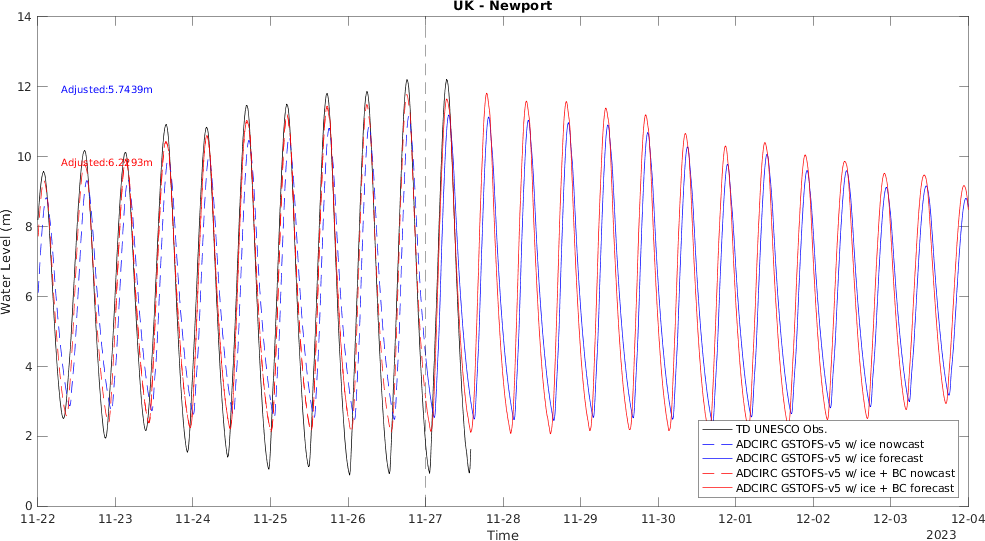 UK - Newport
14
12
10
8
6
4
2
0
Water Level (m)
Adjusted:5.7439m
Adjusted:6.2293m
TD UNESCO Obs.
ADCIRC GSTOFS-v5 w/ ice nowcast
ADCIRC GSTOFS-v5 w/ ice forecast
ADCIRC GSTOFS-v5 w/ ice + BC nowcast
ADCIRC GSTOFS-v5 w/ ice + BC forecast
11-22 11-23 11-24 11-25 11-26 11-27 11-28 11-29 11-30 12-01 12-02 12-03 12-04
Time
2023